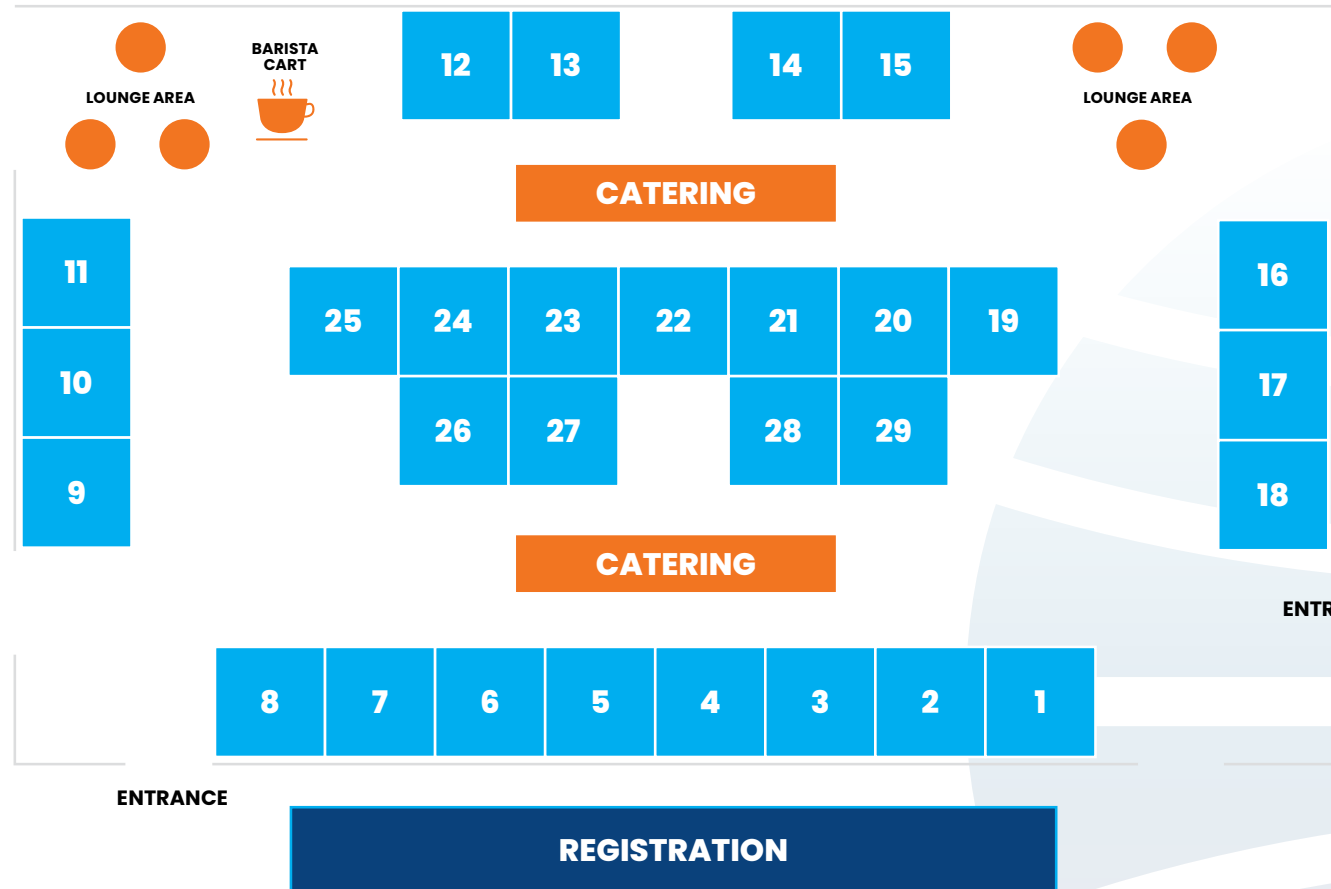 BARISTA
CART
LOUNGE AREA
12 13 14 15
LOUNGE AREA
CATERING
11
16
25 24 23 22 21 20 19
10
17
26 27 28 29
9
18
CATERING
ENTR
8 7 6 5 4 3 2 1
ENTRANCE
REGISTRATION